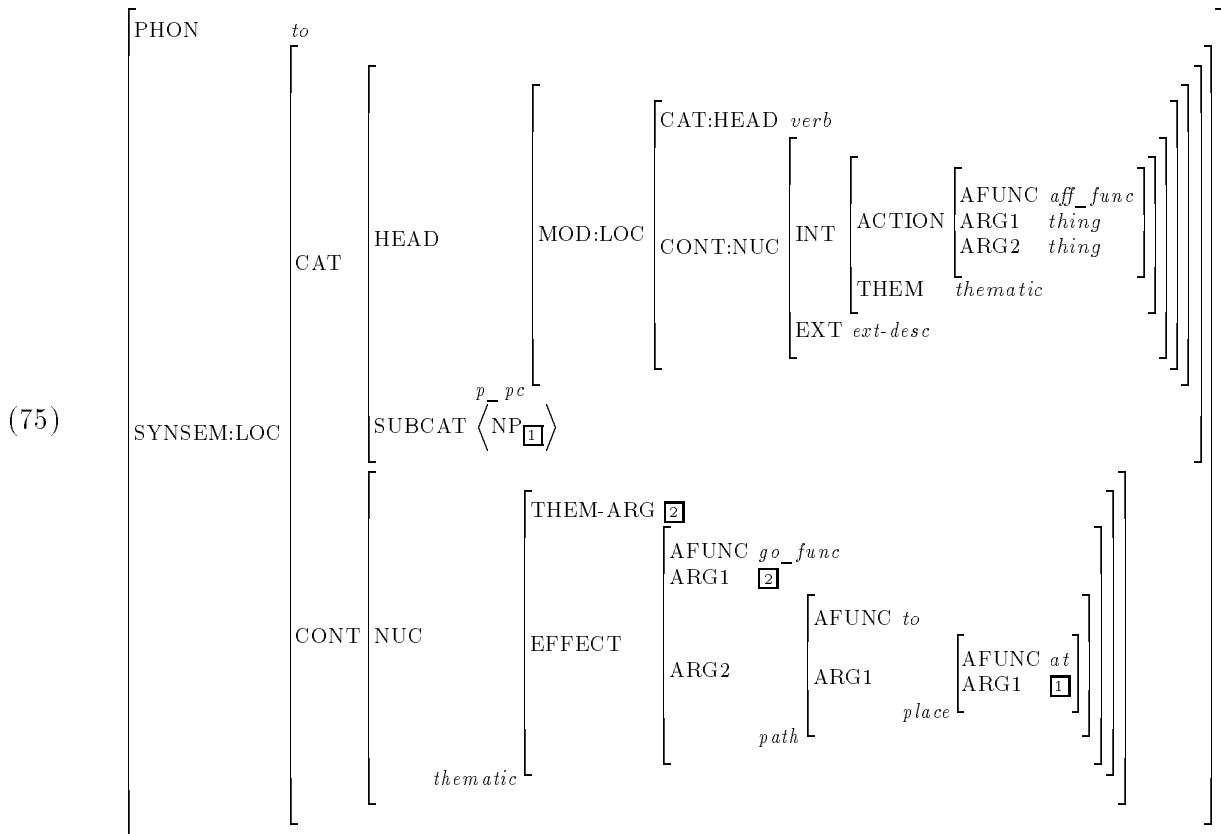 PHON to
CAT:HEAD verb
AFUNC aff_func
ACTION ARG1 thing
HEAD MOD:LOC INT ARG2 thing
CAT CONT:NUC
THEM thematic
EXT ext-desc
p_pc
(75) SYNSEM:LOC SUBCAT ⟨NP[1]⟩
THEM-ARG [2]
AFUNC go_func
ARG1 [2]
AFUNC to
CONT NUC EFFECT AFUNC at
ARG2 ARG1 ARG1 [1]
place
path
thematic